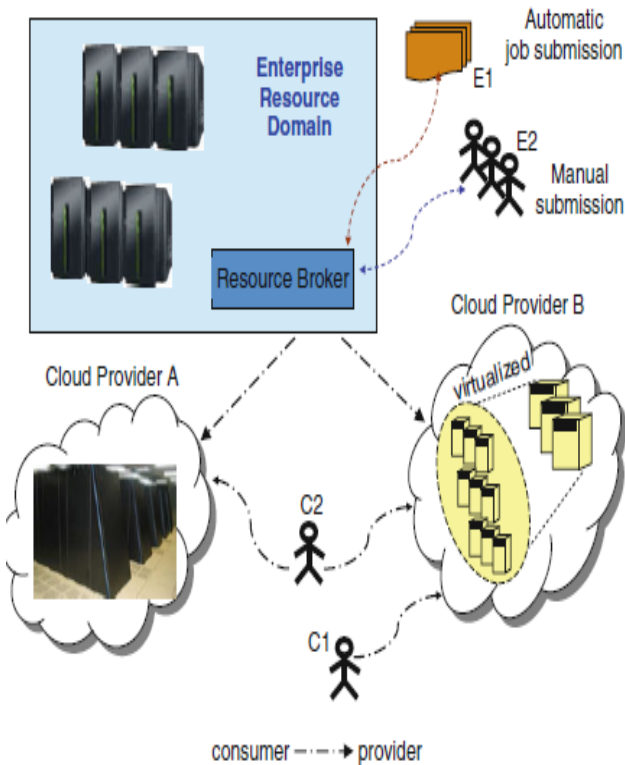 Automatic
job submission
E1
Enterprise
Resource
Domain
E2
Manual
submission
Resource Broker
Cloud Provider B
Cloud Provider A
virtualized
C2
C1
consumer provider